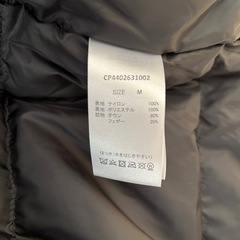 CP4402631002
SIZE M
表地 ナイロン 100%
裏地 ポリエステル 100%
詰物 ダウン 80%
フェザー 20%